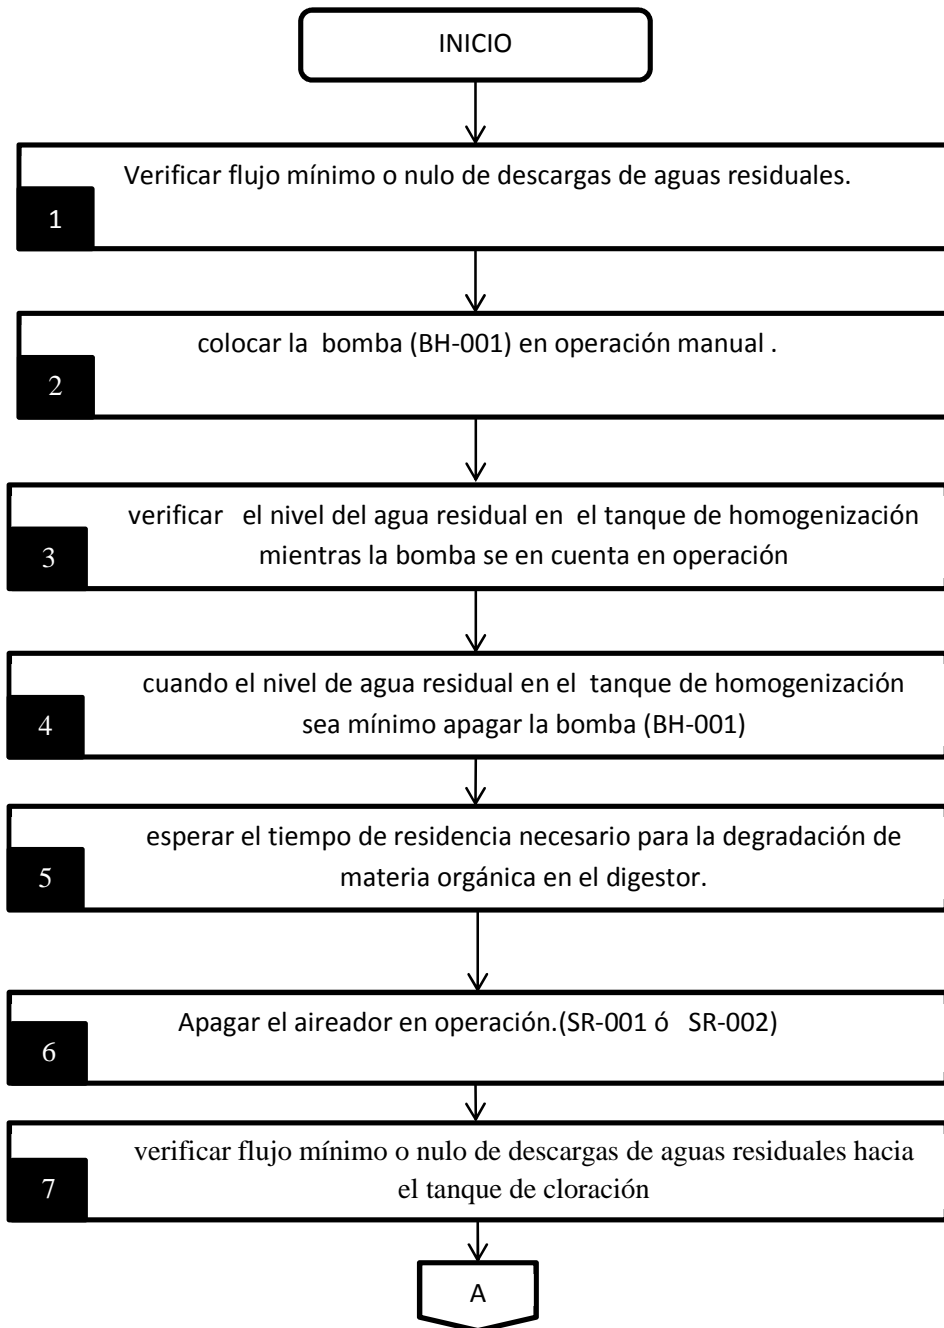 INICIO
Verificar flujo mínimo o nulo de descargas de aguas residuales.
1
colocar la bomba (BH-001) en operación manual .
2
verificar el nivel del agua residual en el tanque de homogenización
mientras la bomba se en cuenta en operación
3
cuando el nivel de agua residual en el tanque de homogenización
sea mínimo apagar la bomba (BH-001)
4
esperar el tiempo de residencia necesario para la degradación de
materia orgánica en el digestor.
5
Apagar el aireador en operación.(SR-001 ó SR-002)
6
verificar flujo mínimo o nulo de descargas de aguas residuales hacia
el tanque de cloración
7
A